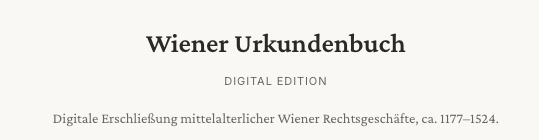 Wiener Urkundenbuch
DIGITAL EDITION
Digitale Erschließung mittelalterlicher Wiener Rechtsgeschäfte, ca. 1177–1524.